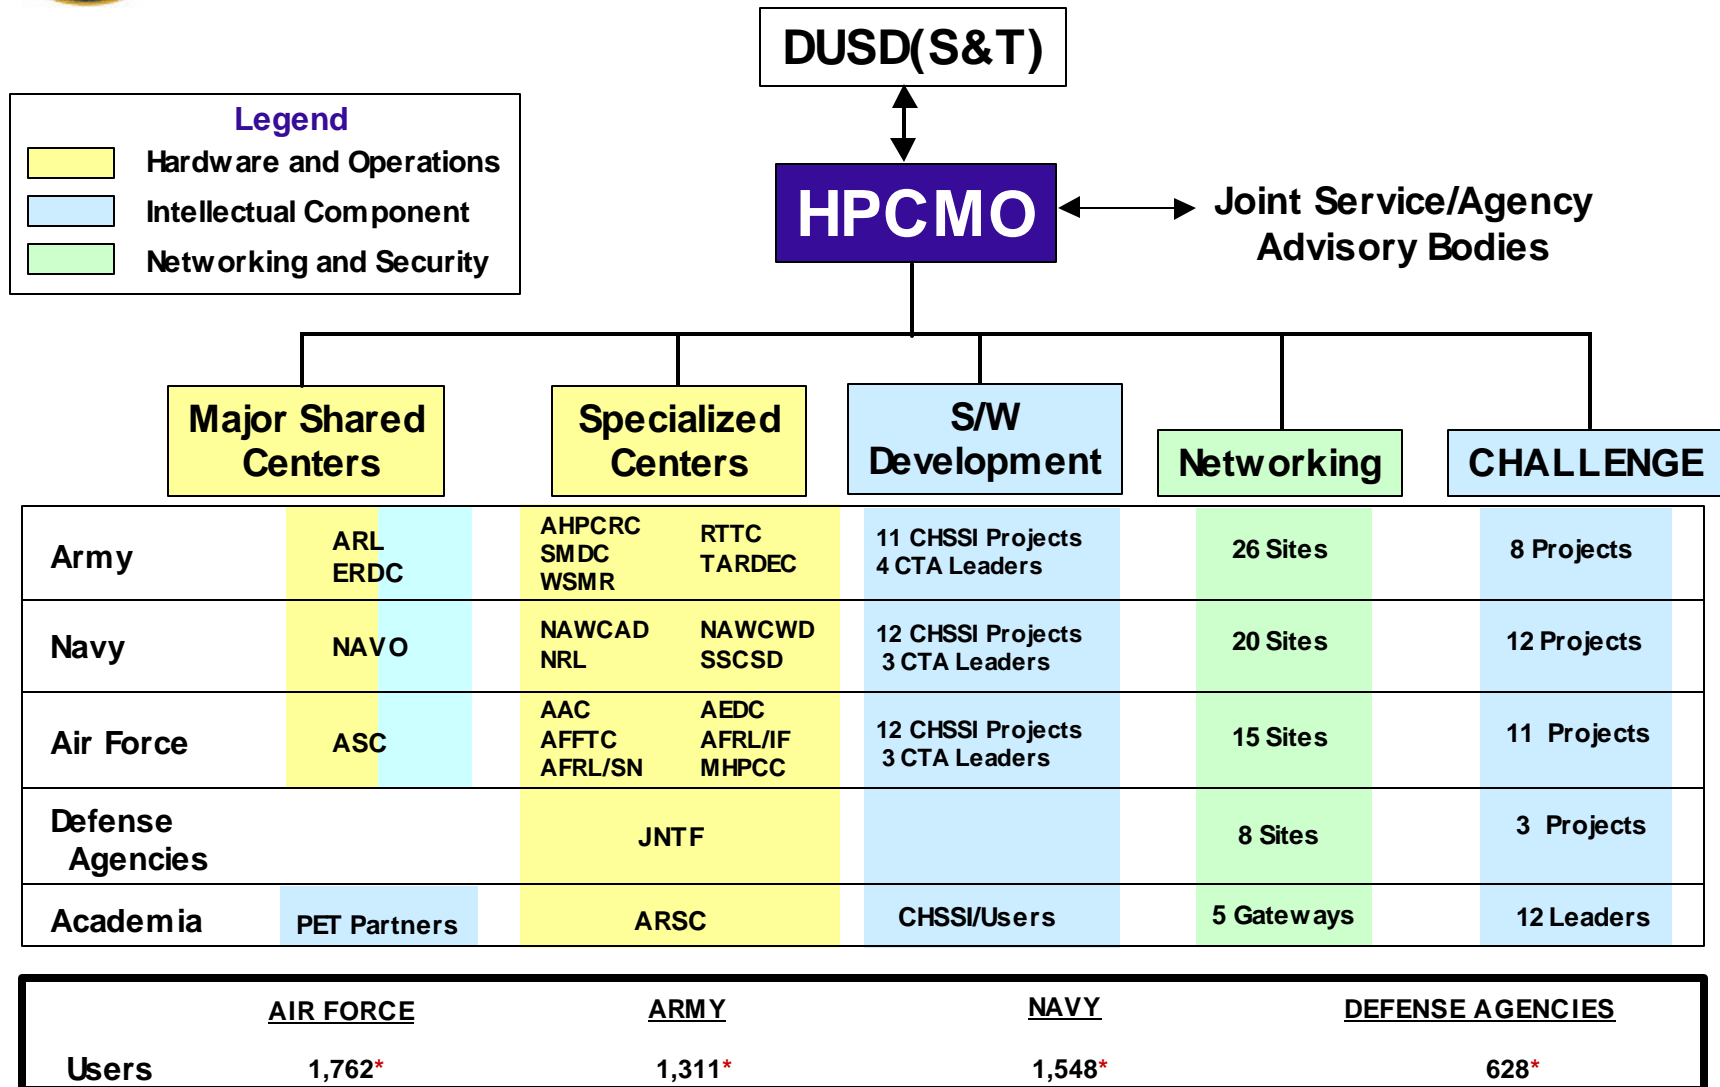 DUSD(S&T)
Legend
Hardware and Operations
Intellectual Component
Networking and Security
HPCMO
Joint Service/Agency
Advisory Bodies
Major Shared
Centers
Specialized
Centers
S/W
Development
Networking
CHALLENGE
Army
ARL
ERDC
AHPCRC
SMDC
WSMR
RTTC
TARDEC
11 CHSSI Projects
4 CTA Leaders
26 Sites
8 Projects
Navy
NAVO
NAWCAD
NRL
NAWCWD
SSCSD
12 CHSSI Projects
3 CTA Leaders
20 Sites
12 Projects
Air Force
ASC
AAC
AFFTC
AFRL/SN
AEDC
AFRL/IF
MHPCC
12 CHSSI Projects
3 CTA Leaders
15 Sites
11 Projects
Defense
Agencies
JNTF
8 Sites
3 Projects
Academia
PET Partners
ARSC
CHSSI/Users
5 Gateways
12 Leaders
AIR FORCE ARMY NAVY DEFENSE AGENCIES
Users 1,762* 1,311* 1,548* 628*